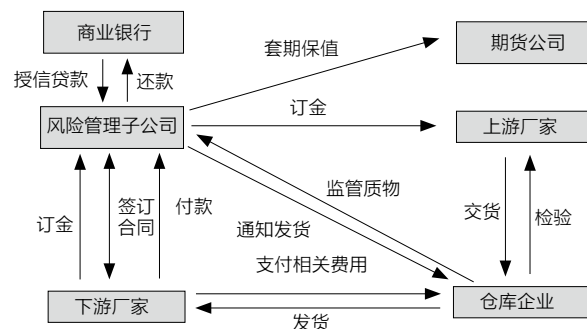 商业银行
期货公司
套期保值
授信贷款
还款
订金
风险管理子公司
上游厂家
监管质物
订金
签订
合同
付款
交货
检验
通知发货
支付相关费用
下游厂家
仓库企业
发货